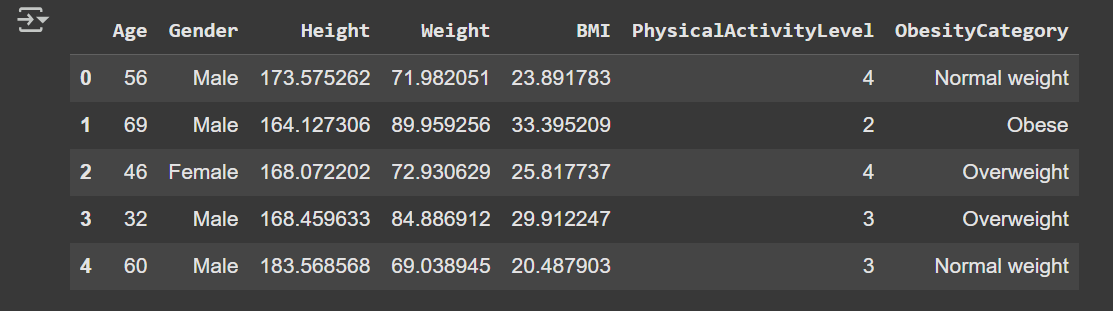 Age Gender Height Weight BMI PhysicalActivityLevel ObesityCategory
0 56 Male 173.575262 71.982051 23.891783 4 Normal weight
1 69 Male 164.127306 89.959256 33.395209 2 Obese
2 46 Female 168.072202 72.930629 25.817737 4 Overweight
3 32 Male 168.459633 84.886912 29.912247 3 Overweight
4 60 Male 183.568568 69.038945 20.487903 3 Normal weight